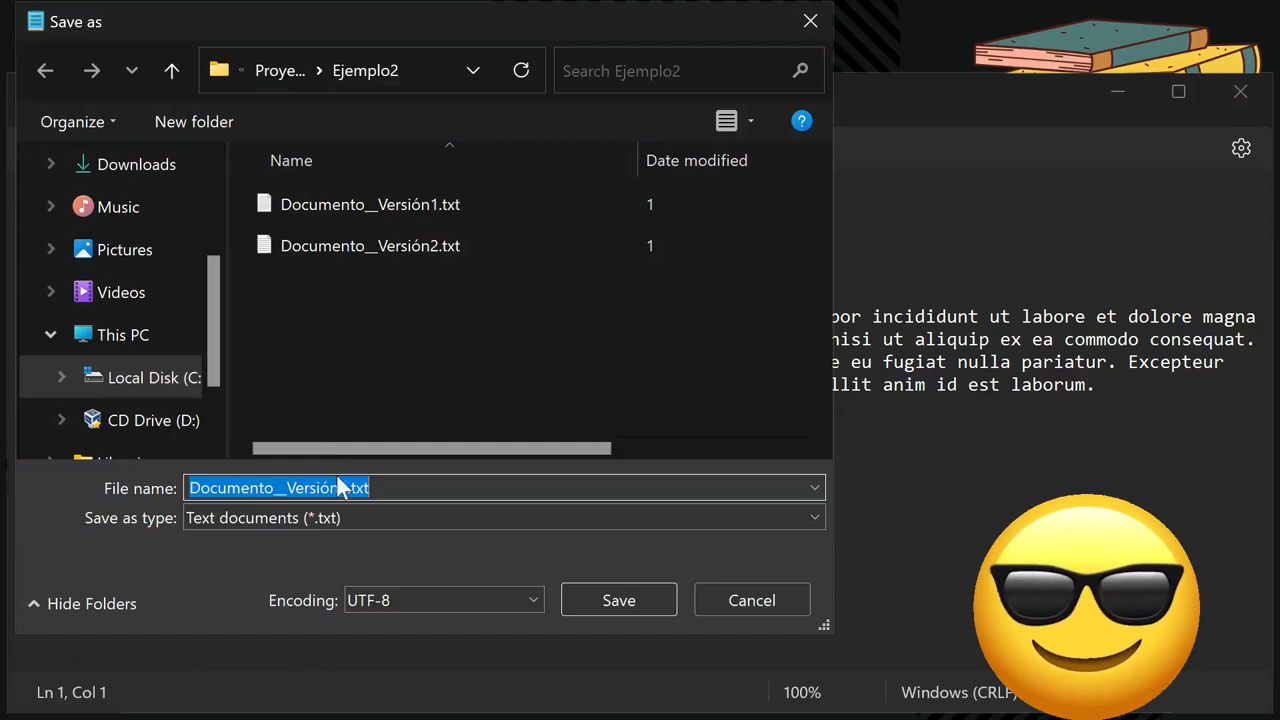 Save as
Proye... Ejemplo2
Search Ejemplo2
Organize
New folder
Name
Date modified
Downloads
Music
Pictures
Videos
This PC
Local Disk (C:
CD Drive (D:)
Documento__Versión1.txt 1
Documento__Versión2.txt 1
File name: Documento__Versión .txt
Save as type: Text documents (*.txt)
Hide Folders
Encoding: UTF-8
Save
Cancel
incididunt ut labore et dolore magna
ut aliquip ex ea commodo consequat.
eu fugiat nulla pariatur. Excepteur
anim id est laborum.
Ln 1, Col 1
100%
Windows (CRLF)